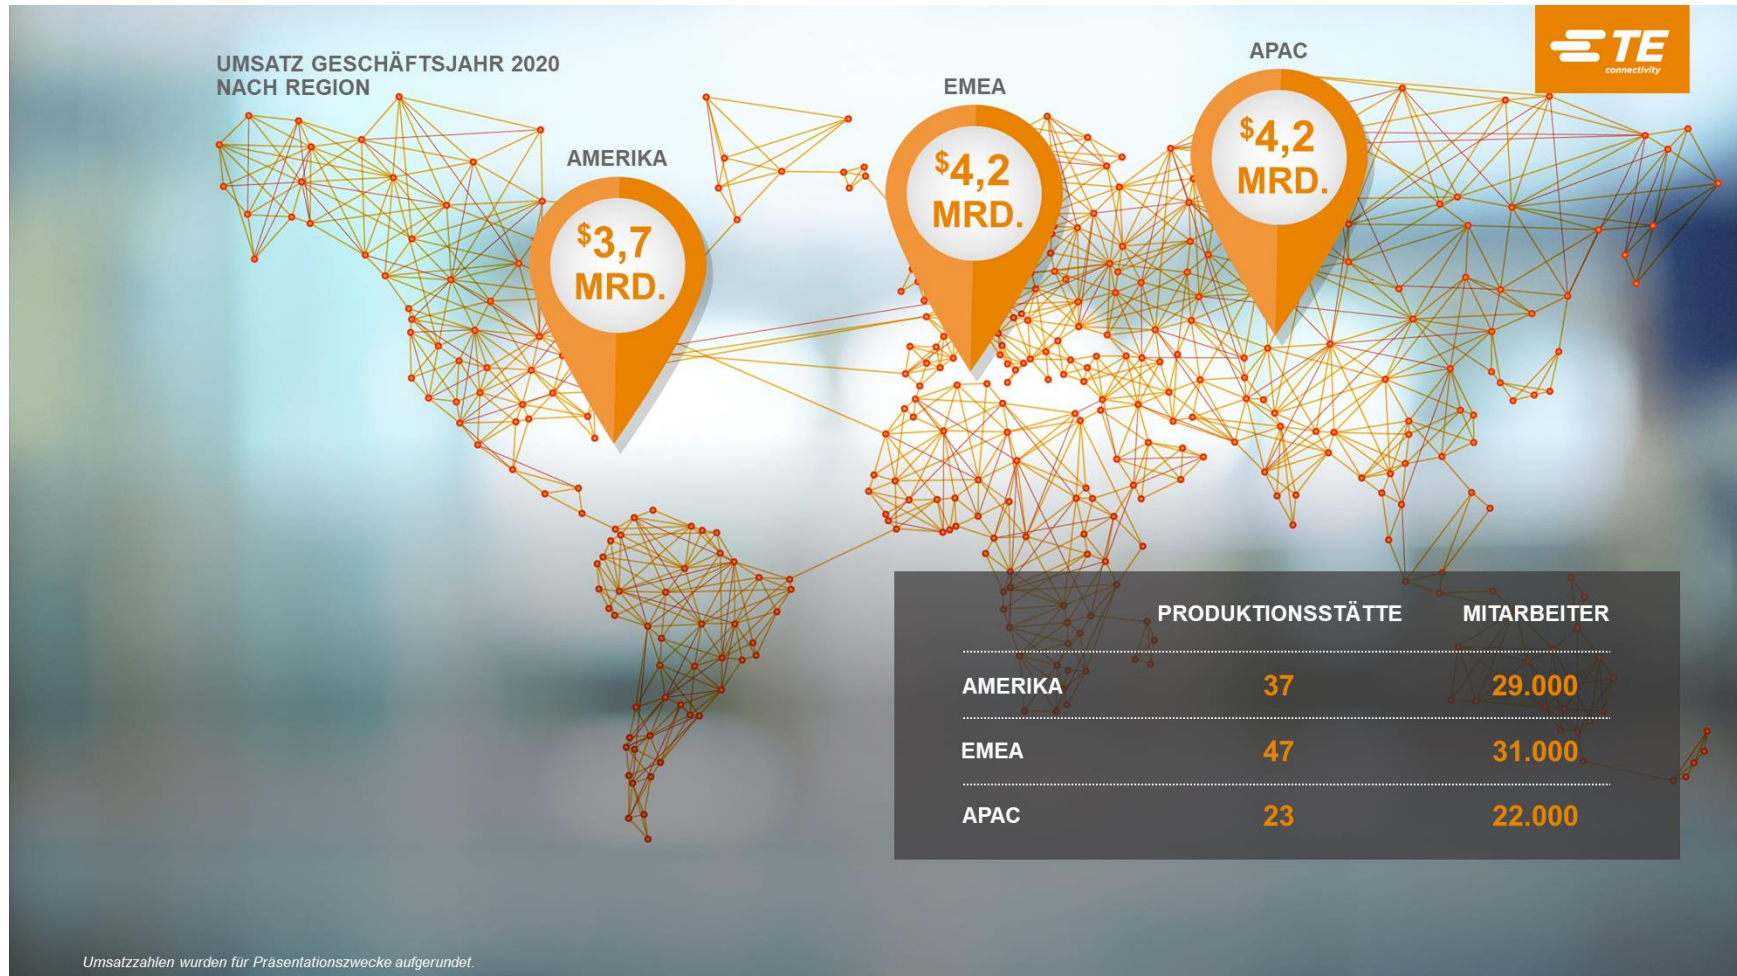 UMSATZ GESCHÄFTSJAHR 2020
NACH REGION
TE
connectivity
AMERIKA
$3,7
MRD.
EMEA
$4,2
MRD.
APAC
$4,2
MRD.
PRODUKTIONSSTÄTTE MITARBEITER
AMERIKA 37 29.000
EMEA 47 31.000
APAC 23 22.000
Umsatzzahlen wurden für Präsentationszwecke aufgerundet.